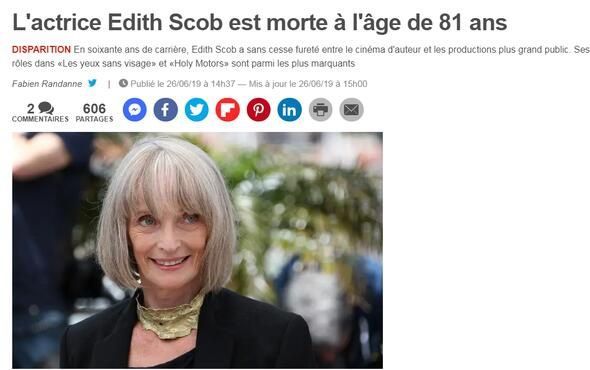 L'actrice Edith Scob est morte à l'âge de 81 ans
DISPARITION En soixante ans de carrière, Edith Scob a sans cesse fureté entre le cinéma d'auteur et les productions plus grand public. Ses
rôles dans «Les yeux sans visage» et «Holy Motors» sont parmi les plus marquants
Fabien Randanne | Publié le 26/06/19 à 14h37 — Mis à jour le 26/06/19 à 15h00
2 606
COMMENTAIRES PARTAGES